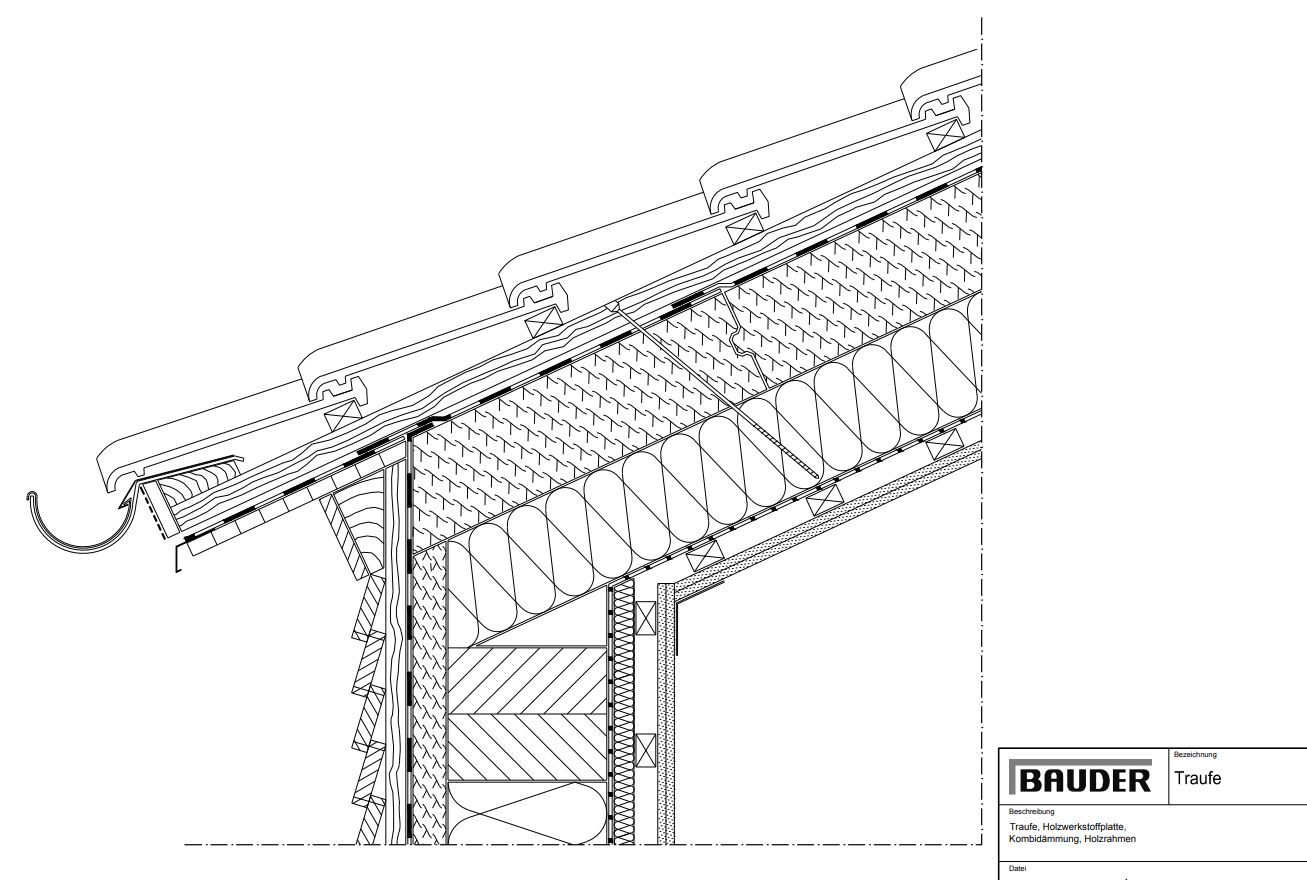 BAUDER
Bezeichnung
Traufe
Beschreibung
Traufe, Holzwerkstoffplatte,
Kombidämmung, Holzrahmen
Datei